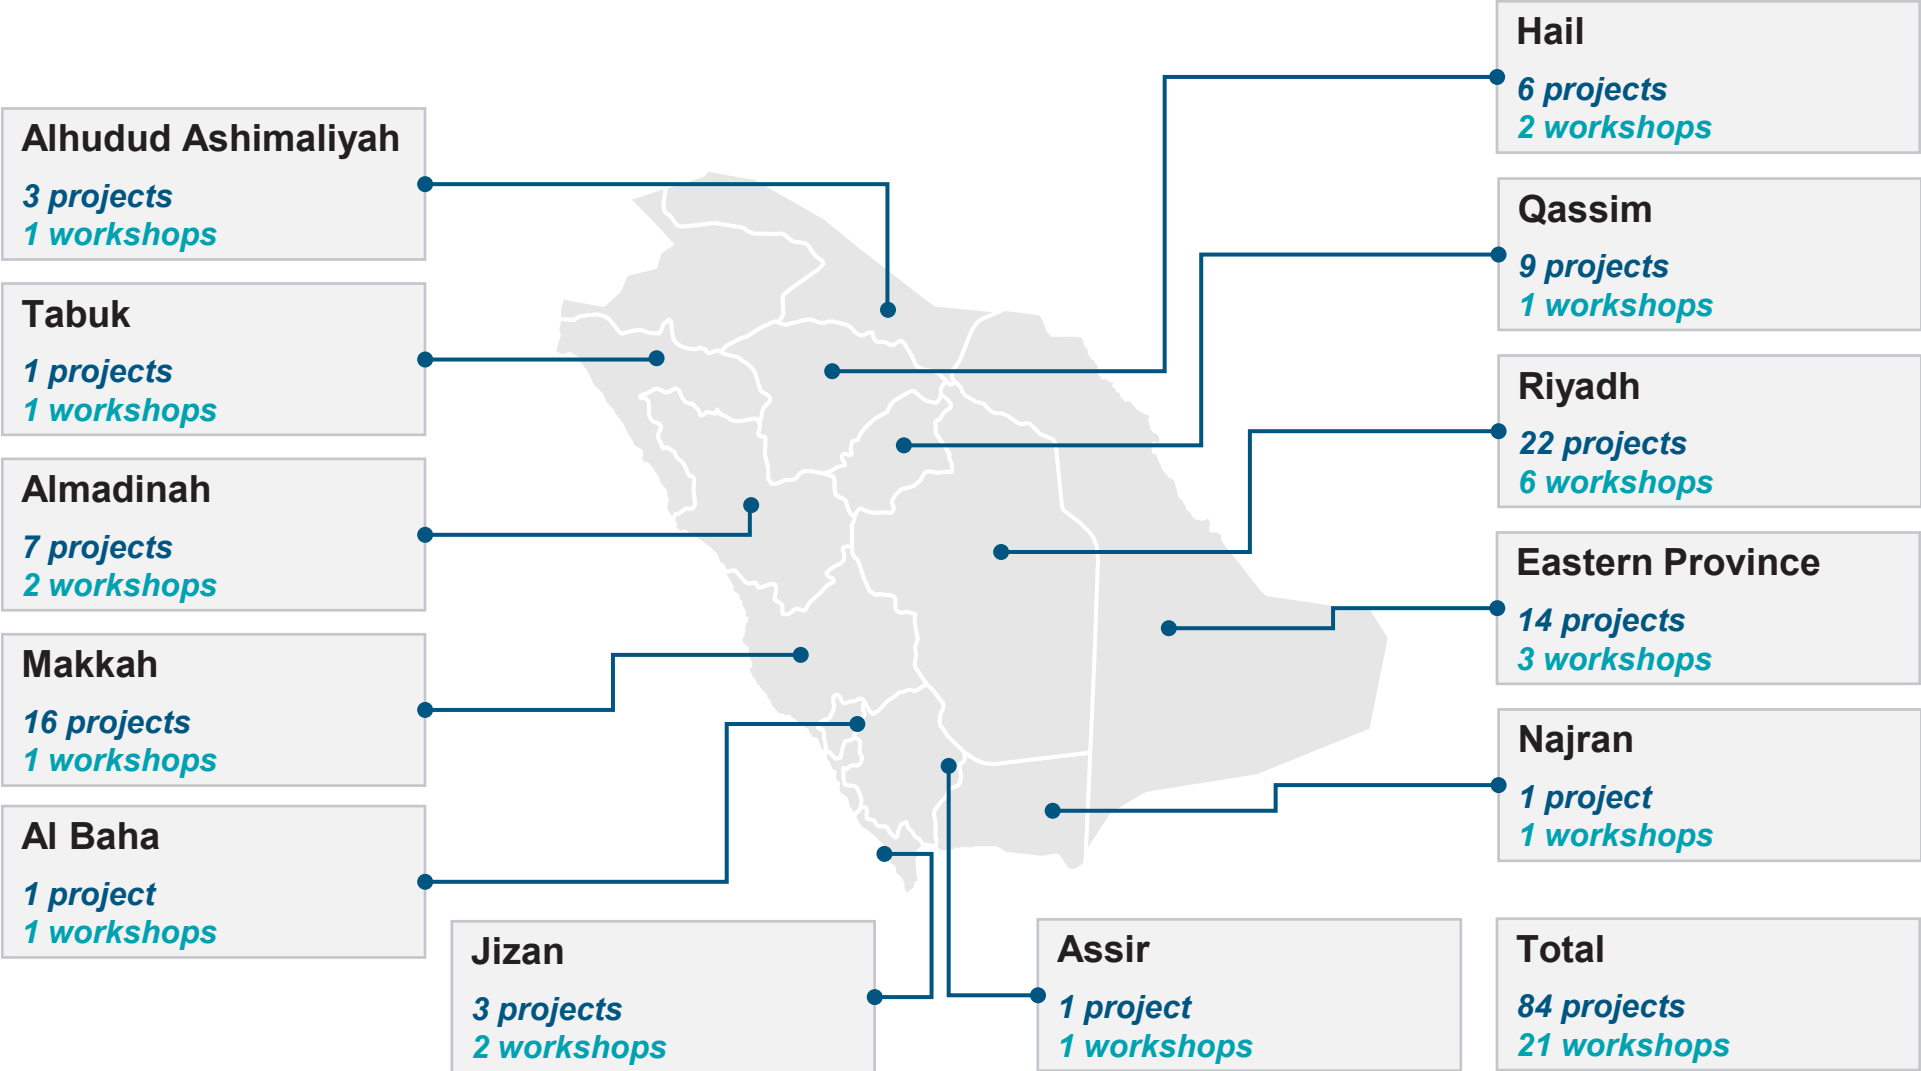 Alhudud Ashimaliyah
3 projects
1 workshops
Tabuk
1 projects
1 workshops
Almadinah
7 projects
2 workshops
Makkah
16 projects
1 workshops
Al Baha
1 project
1 workshops
Jizan
3 projects
2 workshops
Assir
1 project
1 workshops
Hail
6 projects
2 workshops
Qassim
9 projects
1 workshops
Riyadh
22 projects
6 workshops
Eastern Province
14 projects
3 workshops
Najran
1 project
1 workshops
Total
84 projects
21 workshops